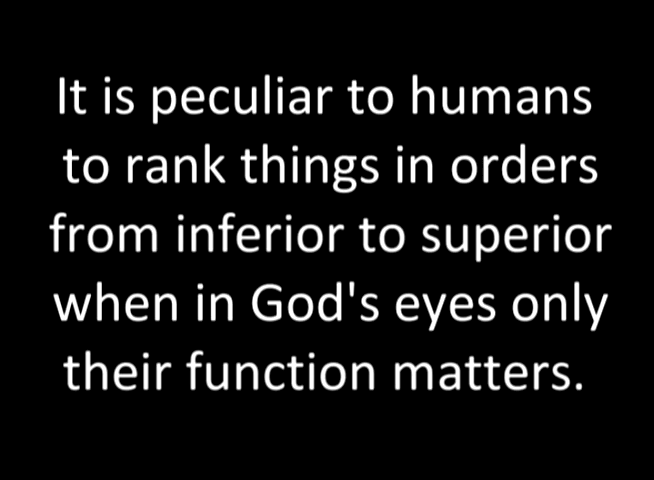 It is peculiar to humans
to rank things in orders
from inferior to superior
when in God's eyes only
their function matters.